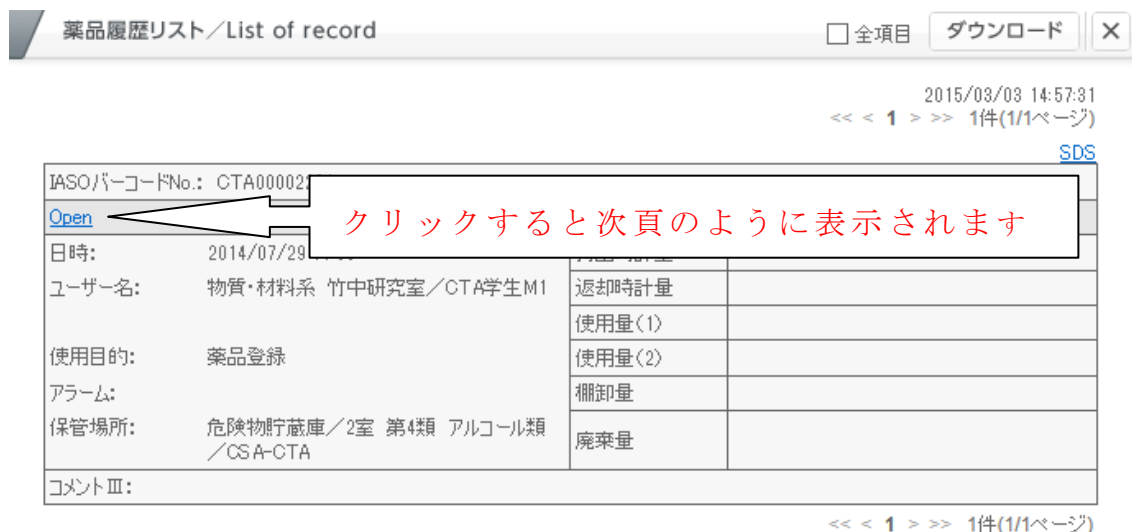 薬品履歴リスト／List of record
全項目 ダウンロード ×
2015/03/03 14:57:31
<< < 1 > >> 1件(1/1ページ)
SDS
IASOバーコードNo.: CTA00002
Open
クリックすると次頁のように表示されます
日時: 2014/07/29
ユーザー名: 物質・材料系 竹中研究室／CTA学生M1 返却時計量
使用量(1)
使用目的: 薬品登録 使用量(2)
アラーム: 棚卸量
保管場所: 危険物貯蔵庫／2室 第4類 アルコール類
／CSA-CTA 廃棄量
コメントⅢ:
<< < 1 > >> 1件(1/1ページ)